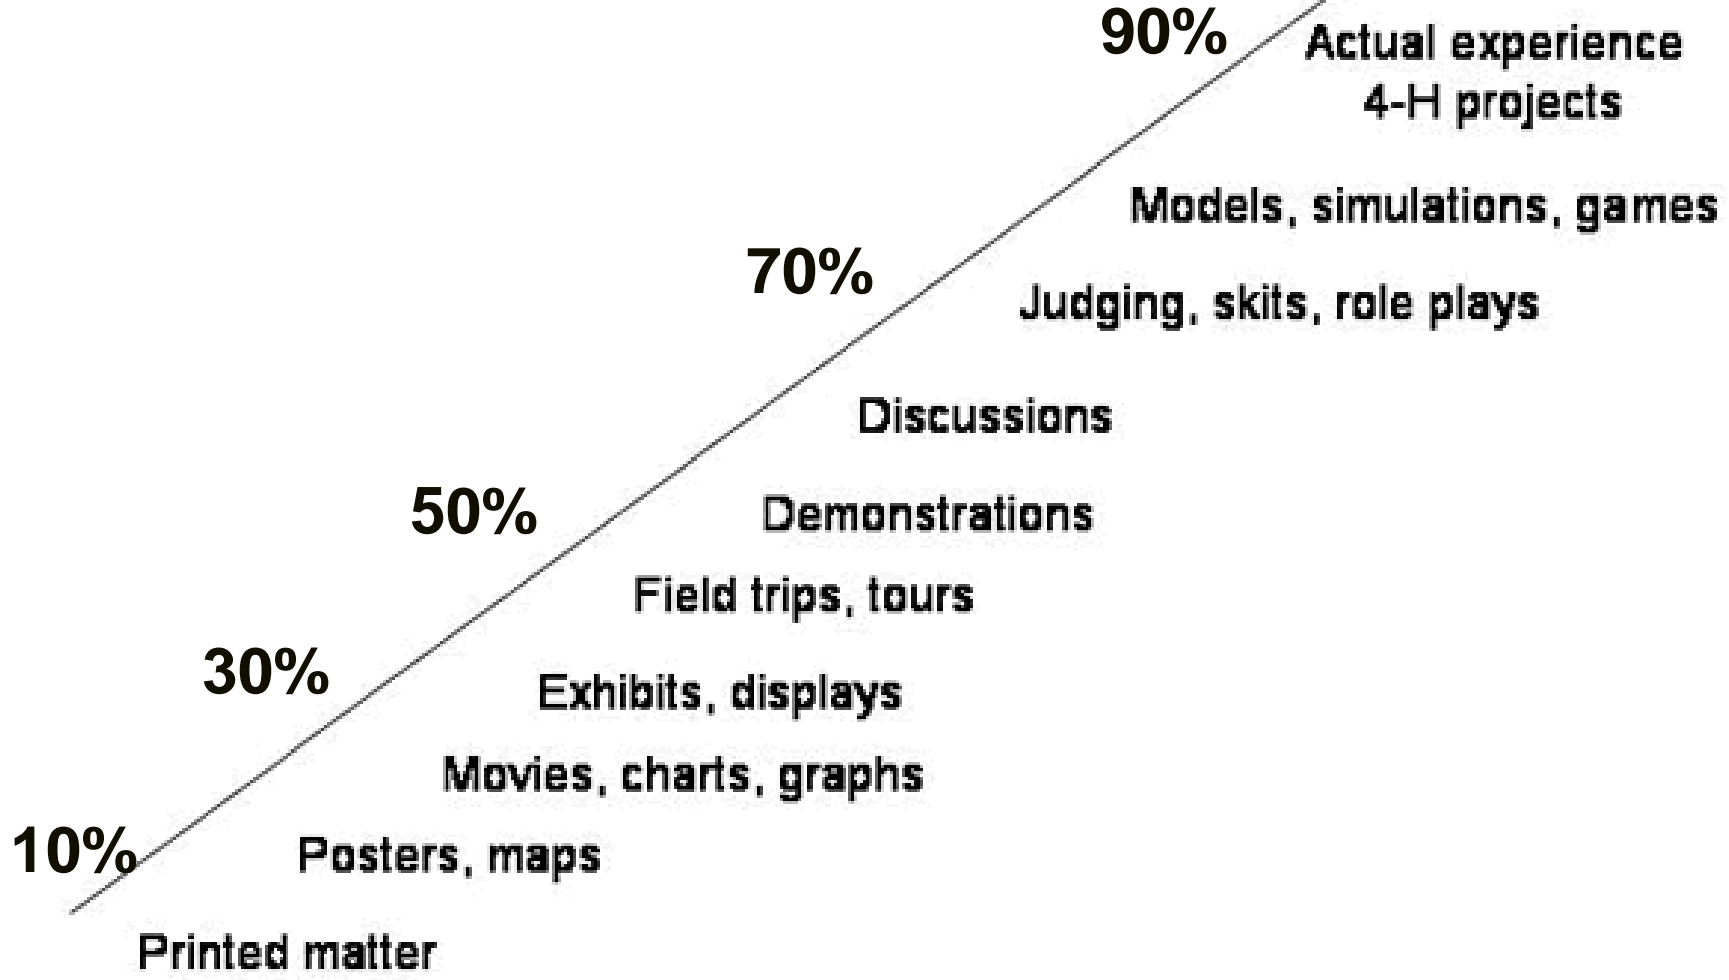 90%
Actual experience
4-H projects
Models, simulations, games
70%
Judging, skits, role plays
Discussions
50%
Demonstrations
Field trips, tours
30%
Exhibits, displays
Movies, charts, graphs
10%
Posters, maps
Printed matter